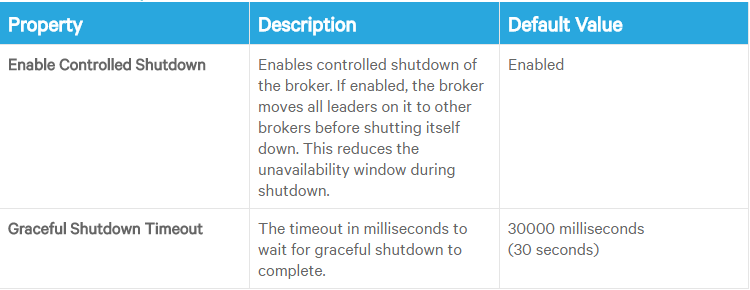 Property Description Default Value
Enable Controlled Shutdown Enables controlled shutdown of Enabled
the broker. If enabled, the broker
moves all leaders on it to other
brokers before shutting itself
down. This reduces the
unavailability window during
shutdown.
Graceful Shutdown Timeout The timeout in milliseconds to 30000 milliseconds
wait for graceful shutdown to (30 seconds)
complete.